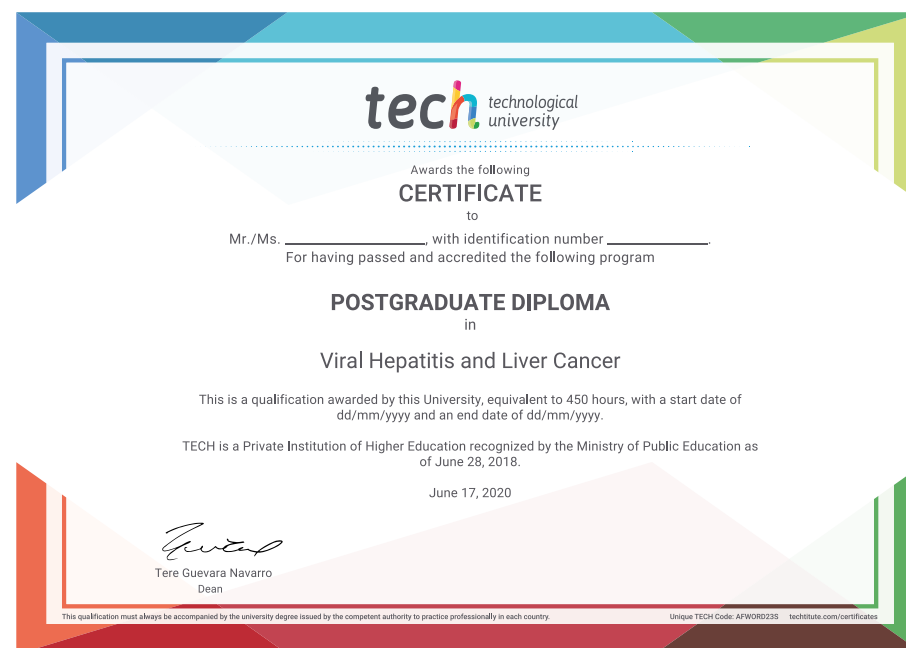 tech technological
university
Awards the following
CERTIFICATE
to
Mr./Ms. ____________, with identification number _________.
For having passed and accredited the following program
POSTGRADUATE DIPLOMA
in
Viral Hepatitis and Liver Cancer
This is a qualification awarded by this University, equivalent to 450 hours, with a start date of
dd/mm/yyyy and an end date of dd/mm/yyyy.
TECH is a Private Institution of Higher Education recognized by the Ministry of Public Education as
of June 28, 2018.
June 17, 2020
Tere Guevara Navarro
Dean
This qualification must always be accompanied by the university degree issued by the competent authority to practice professionally in each country.
Unique TECH Code: AFWORD23S techtitute.com/certificates